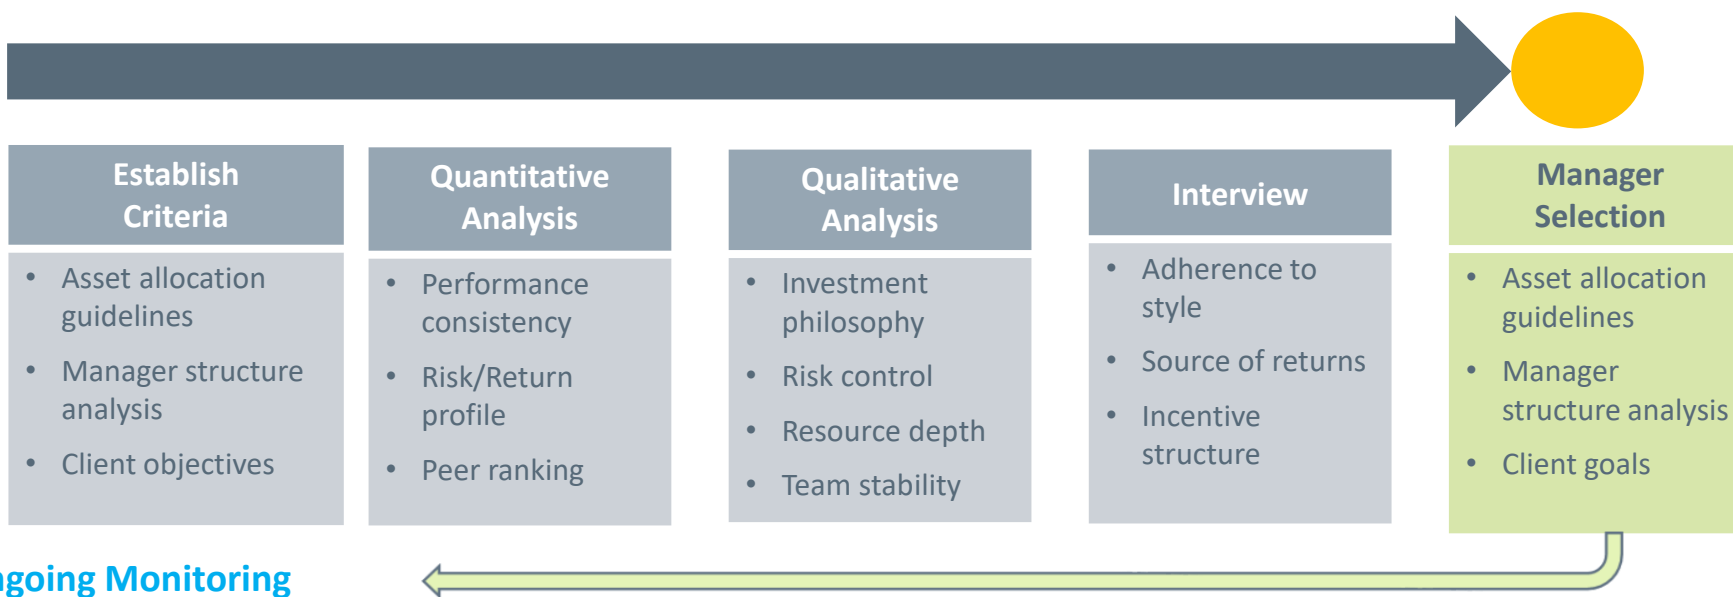 Establish
Criteria
• Asset allocation
guidelines
• Manager structure
analysis
• Client objectives
Quantitative
Analysis
• Performance
consistency
• Risk/Return
profile
• Peer ranking
Qualitative
Analysis
• Investment
philosophy
• Risk control
• Resource depth
• Team stability
Interview
• Adherence to
style
• Source of returns
• Incentive
structure
Manager
Selection
• Asset allocation
guidelines
• Manager
structure analysis
• Client goals
ngoing Monitoring